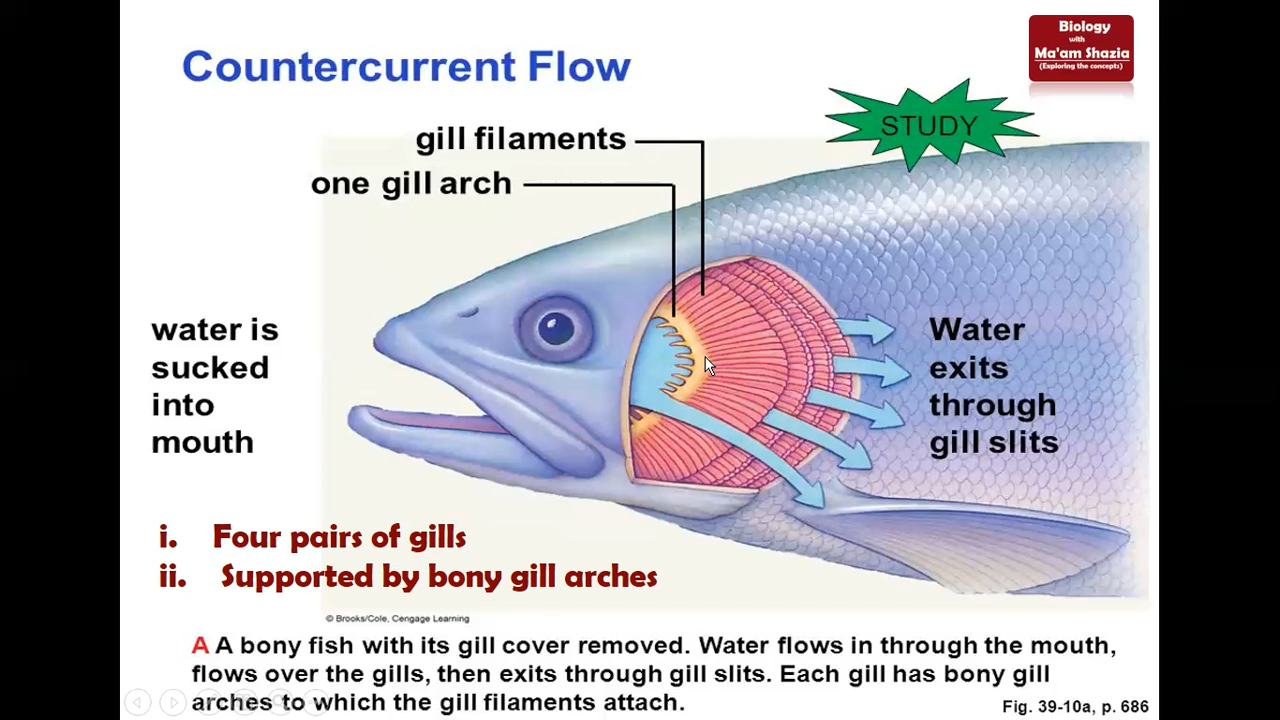 Countercurrent Flow
Biology
with
Ma'am Shazia
(Exploring the concepts)
STUDY
gill filaments
one gill arch
water is
sucked
into
mouth
Water
exits
through
gill slits
i. Four pairs of gills
ii. Supported by bony gill arches
© Brooks/Cole, Cengage Learning
A A bony fish with its gill cover removed. Water flows in through the mouth,
flows over the gills, then exits through gill slits. Each gill has bony gill
arches to which the gill filaments attach.
Fig. 39-10a, p. 686